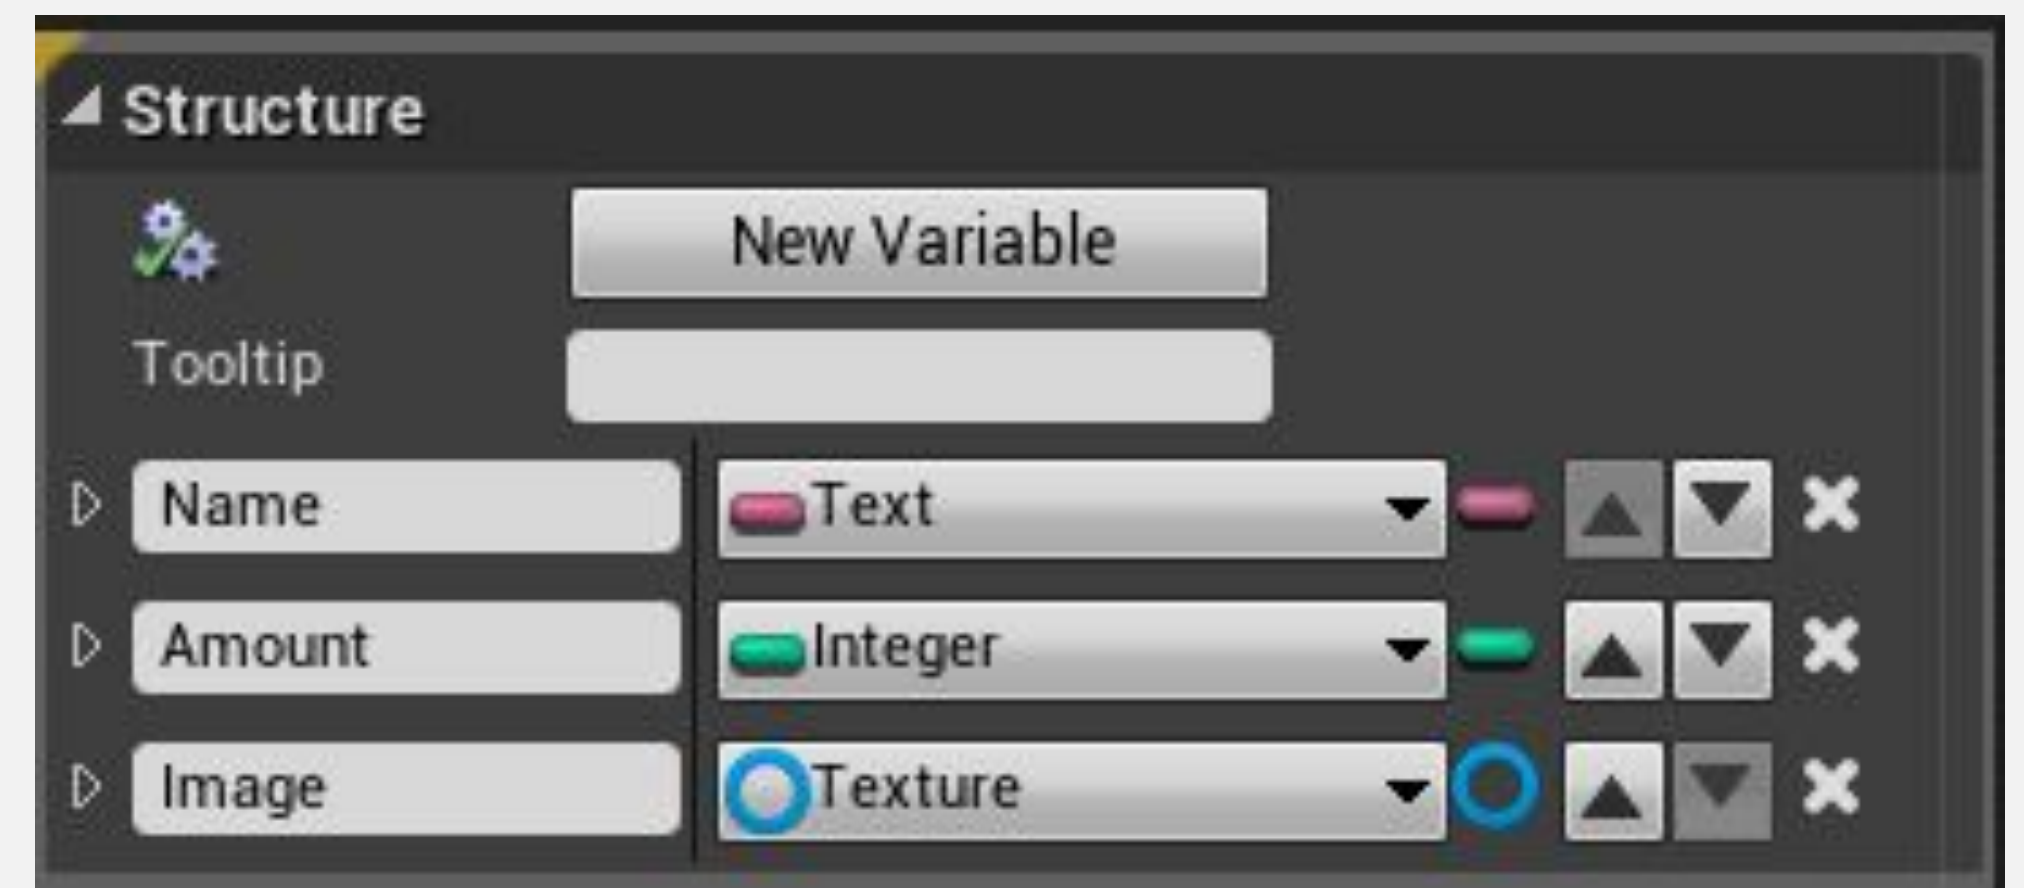 Structure
New Variable
Tooltip
Name Text
Amount Integer
Image Texture